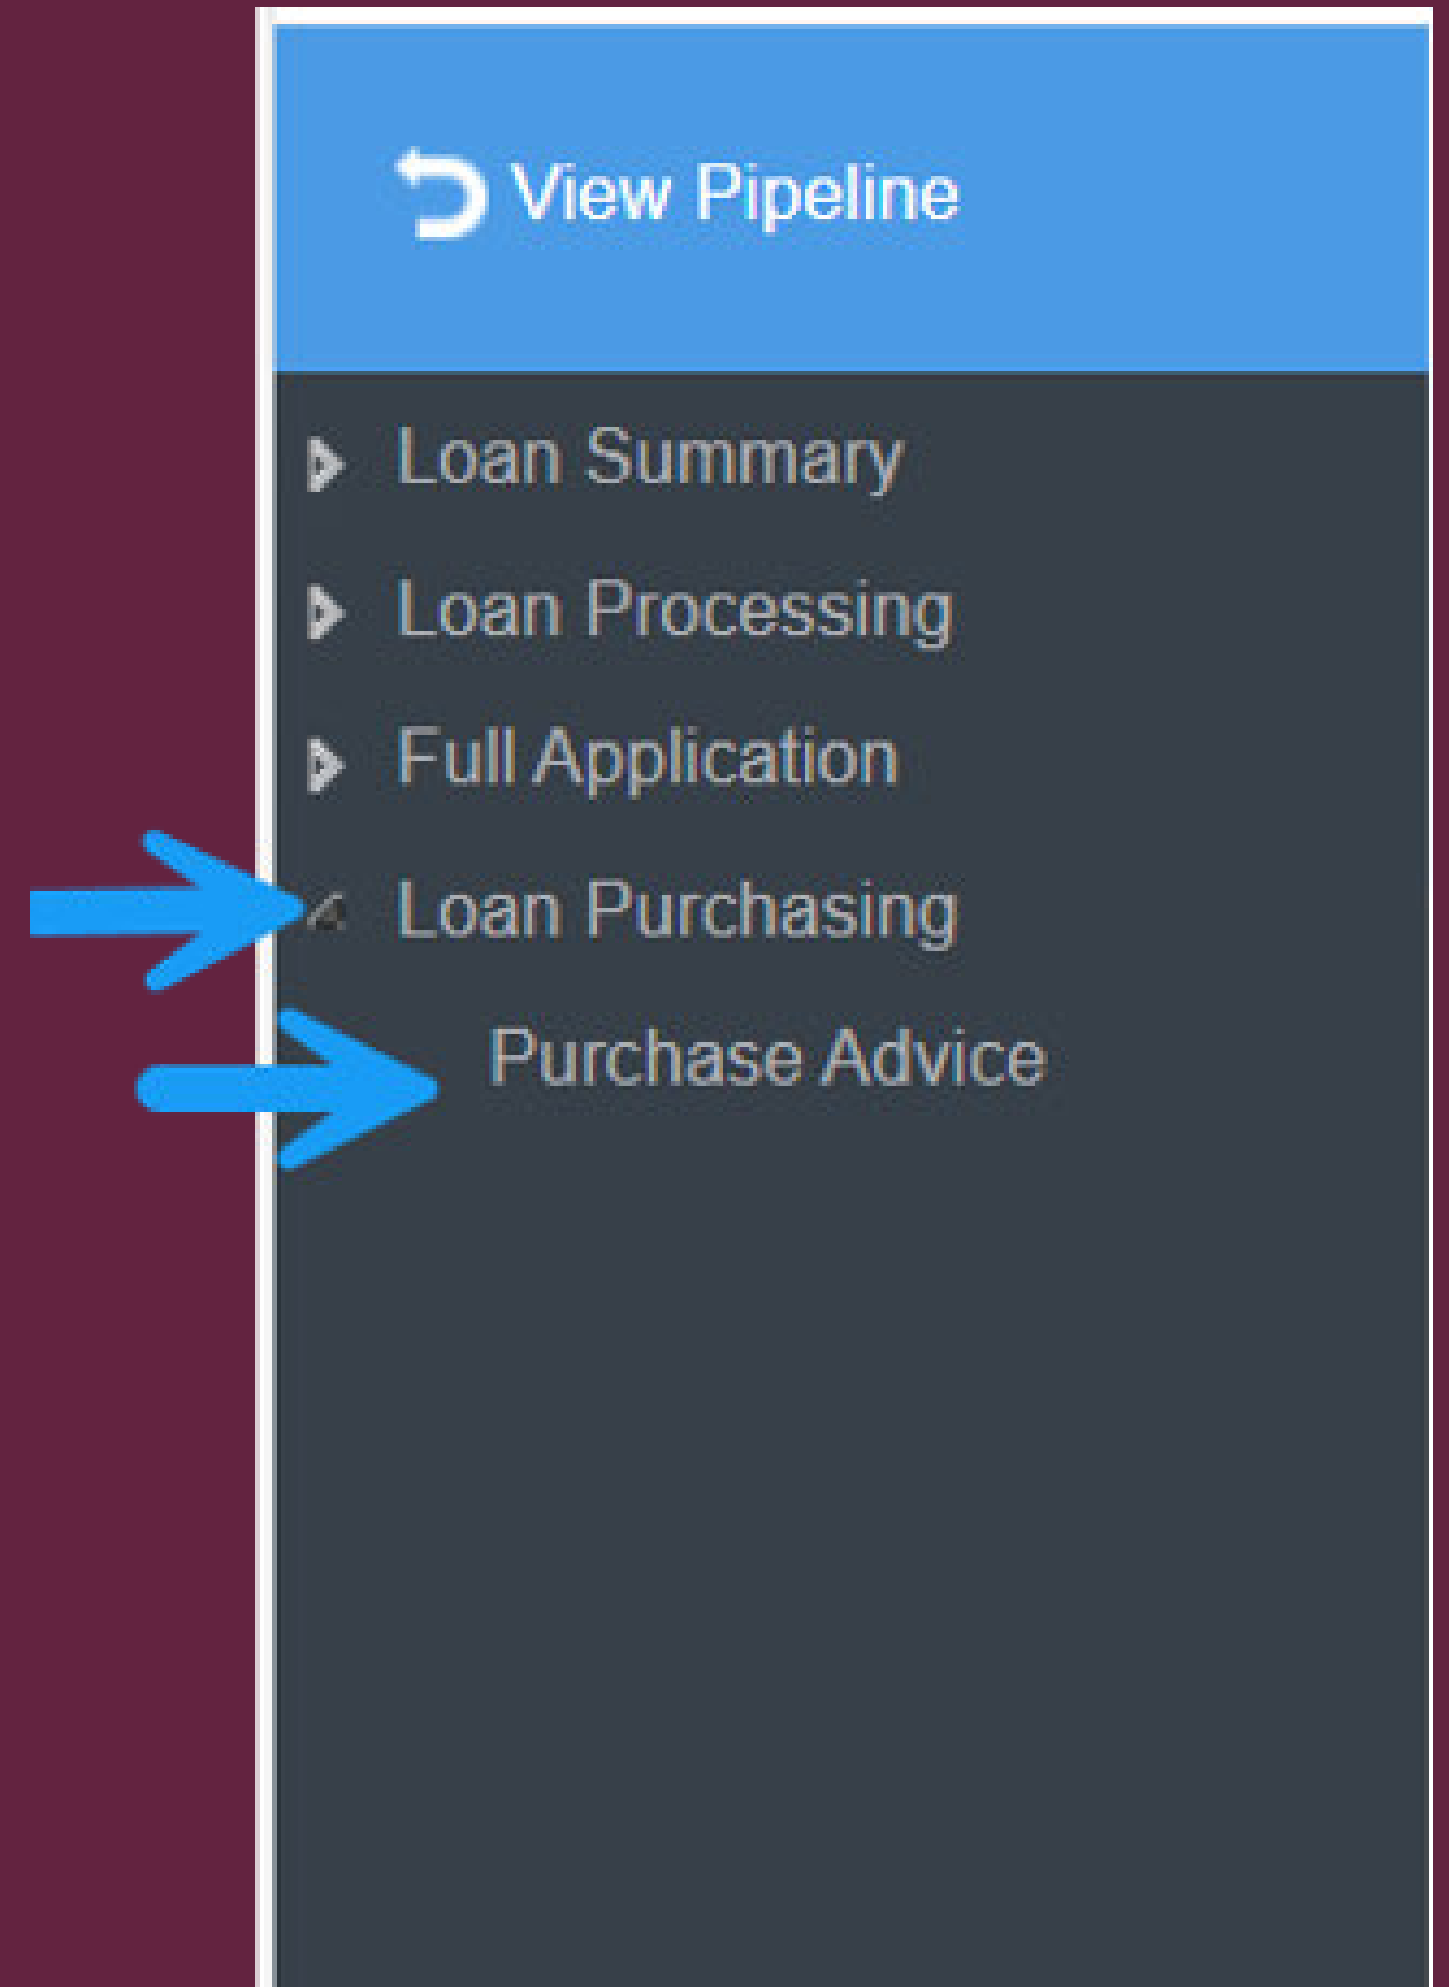 View Pipeline
Loan Summary
Loan Processing
Full Application
Loan Purchasing
Purchase Advice